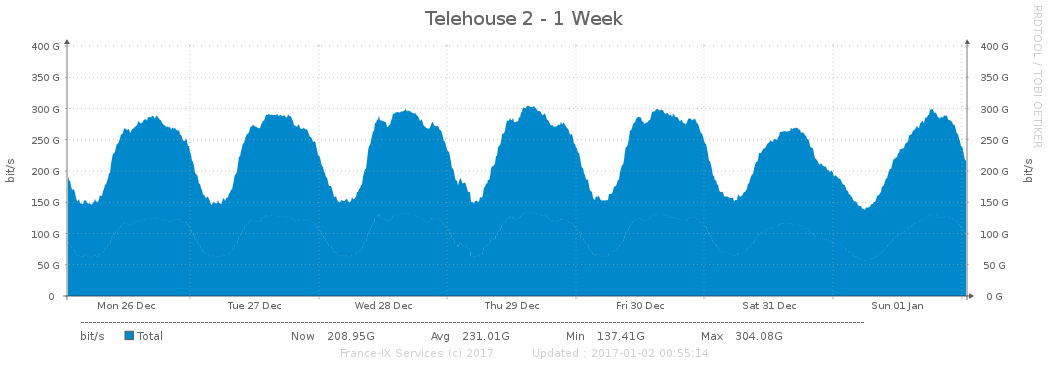 Telehouse 2 - 1 Week
RRDTOOL / TOBI OETIKER
400 G 400 G
350 G 350 G
300 G 300 G
250 G 250 G
200 G 200 G
150 G 150 G
100 G 100 G
50 G 50 G
0 0 G
bit/s
bit/s
Mon 26 Dec Tue 27 Dec Wed 28 Dec Thu 29 Dec Fri 30 Dec Sat 31 Dec Sun 01 Jan
bit/s Total Now 208.95G Avg 231.01G Min 137.41G Max 304.08G
France-IX Services (c) 2017 Updated : 2017-01-02 00:55:14